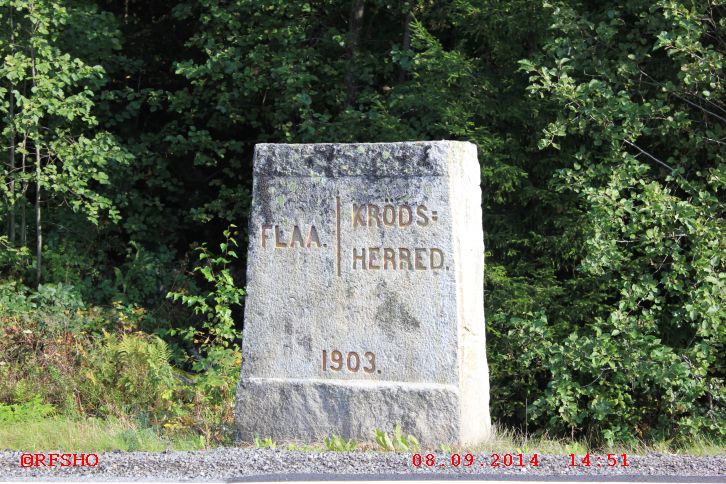 FLAA.
KRÖDS=
HERRED.
1903.
©RFSHO
08.09.2014 14:51